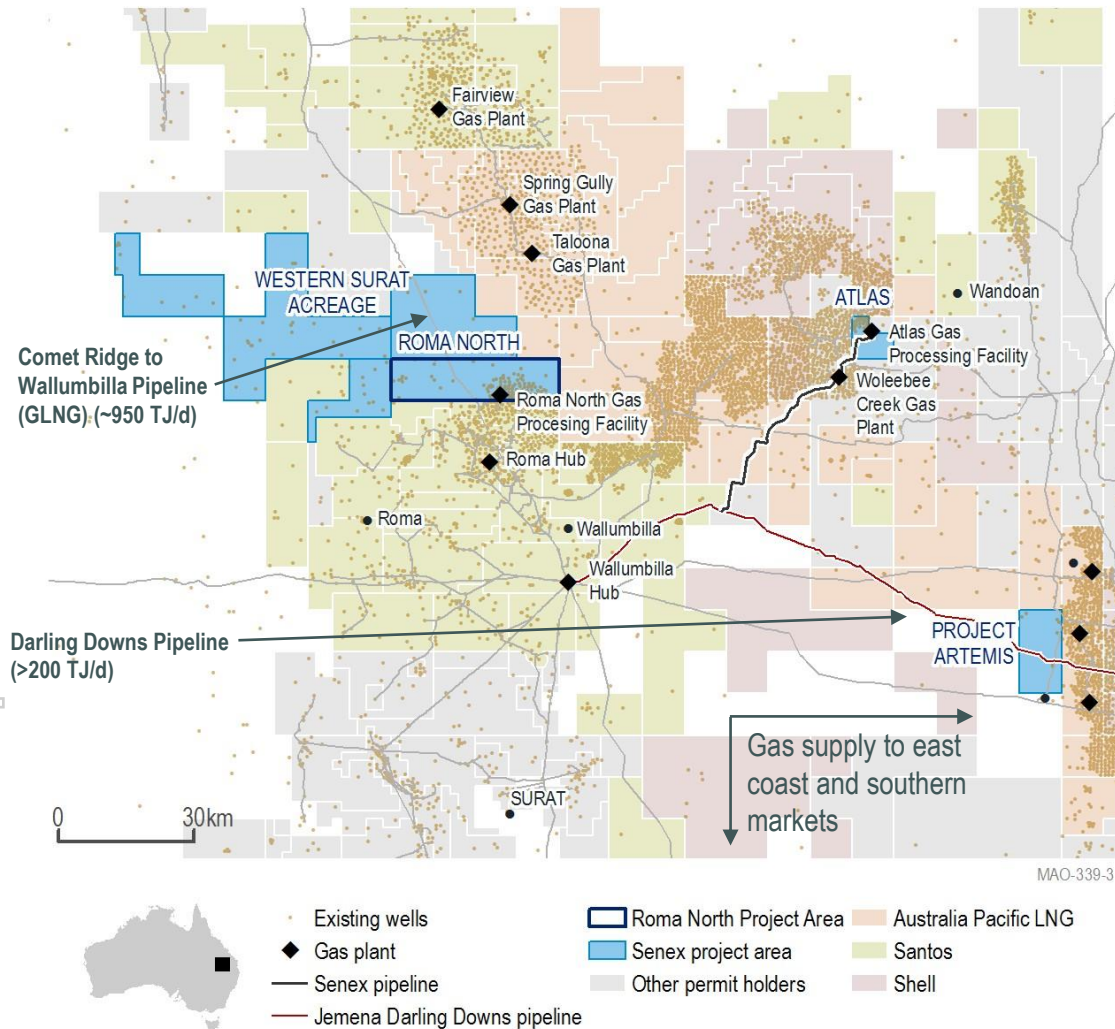 Fairview
Gas Plant
Spring Gully
Gas Plant
Taloona
Gas Plant
WESTERN SURAT
ACREAGE
ATLAS
Wandoan
Comet Ridge to
Wallumbilla Pipeline
(GLNG) (~950 TJ/d)
ROMA NORTH
Atlas Gas
Processing Facility
Woleebee
Creek Gas
Plant
Roma North Gas
Procesing Facility
Roma Hub
Roma
Wallumbilla
Wallumbilla
Hub
Darling Downs Pipeline
(>200 TJ/d)
PROJECT
ARTEMIS
Gas supply to east
coast and southern
markets
SURAT
0 30km
MAO-339-3
Existing wells
Gas plant
Senex pipeline
Jemena Darling Downs pipeline
Roma North Project Area
Senex project area
Other permit holders
Australia Pacific LNG
Santos
Shell